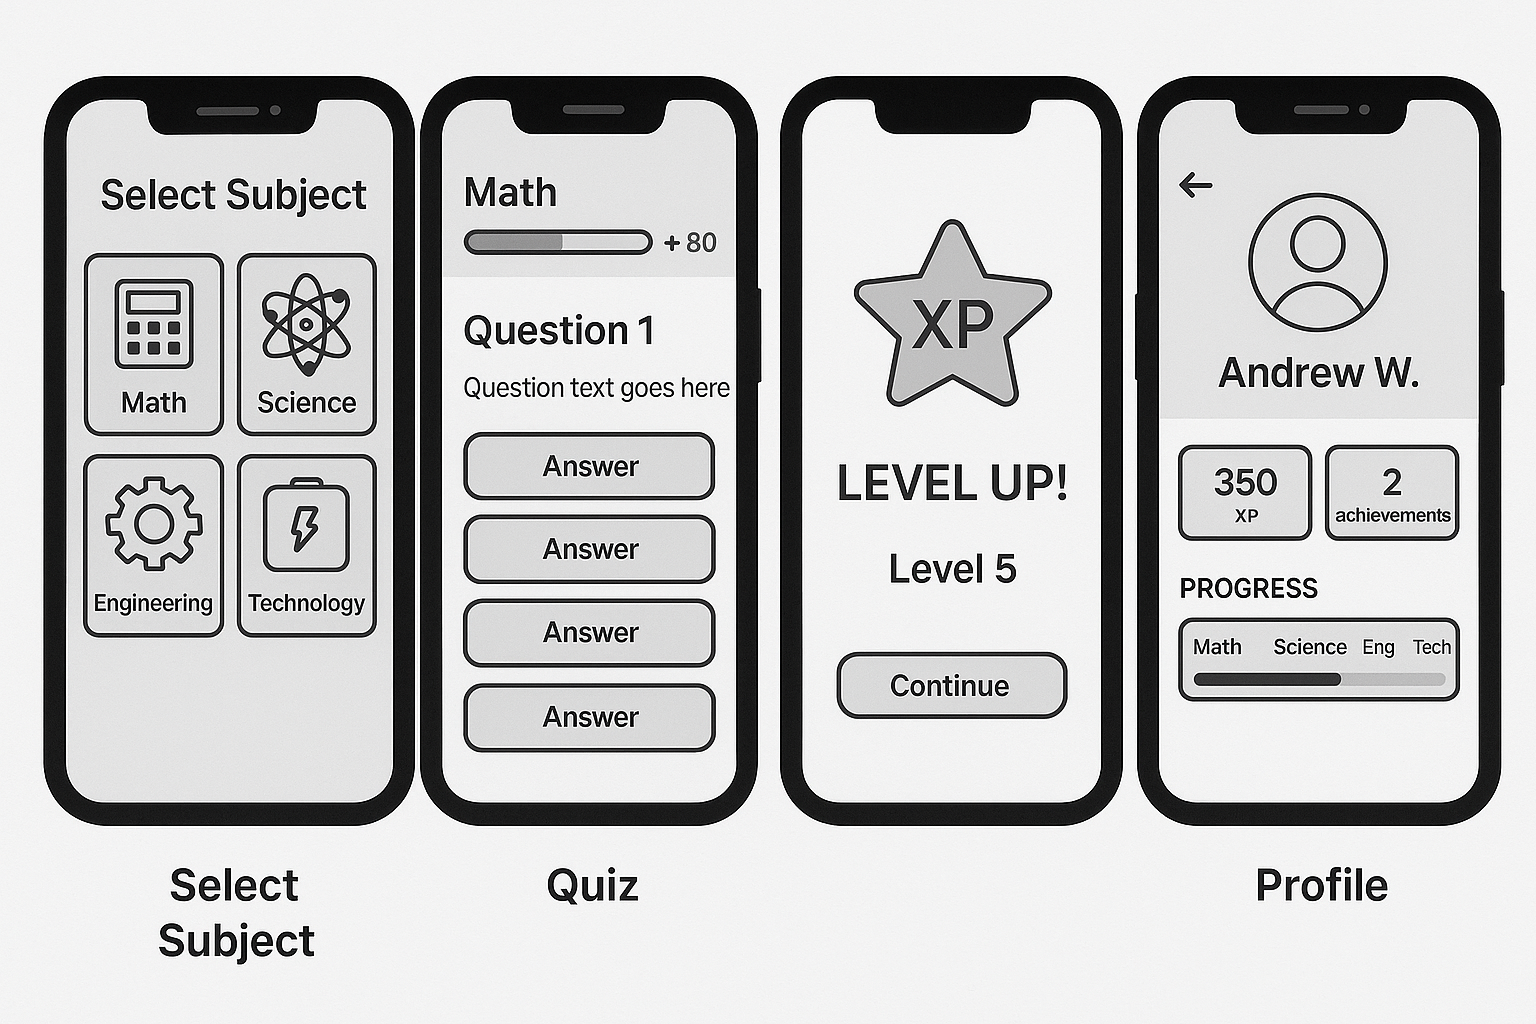 Select Subject
Math
Science
Engineering
Technology
Math
+ 80
Question 1
Question text goes here
Answer
Answer
Answer
Answer
XP
LEVEL UP!
Level 5
Continue
Andrew W.
350
XP
2
achievements
PROGRESS
Math Science Eng Tech
Select
Subject
Quiz
Profile